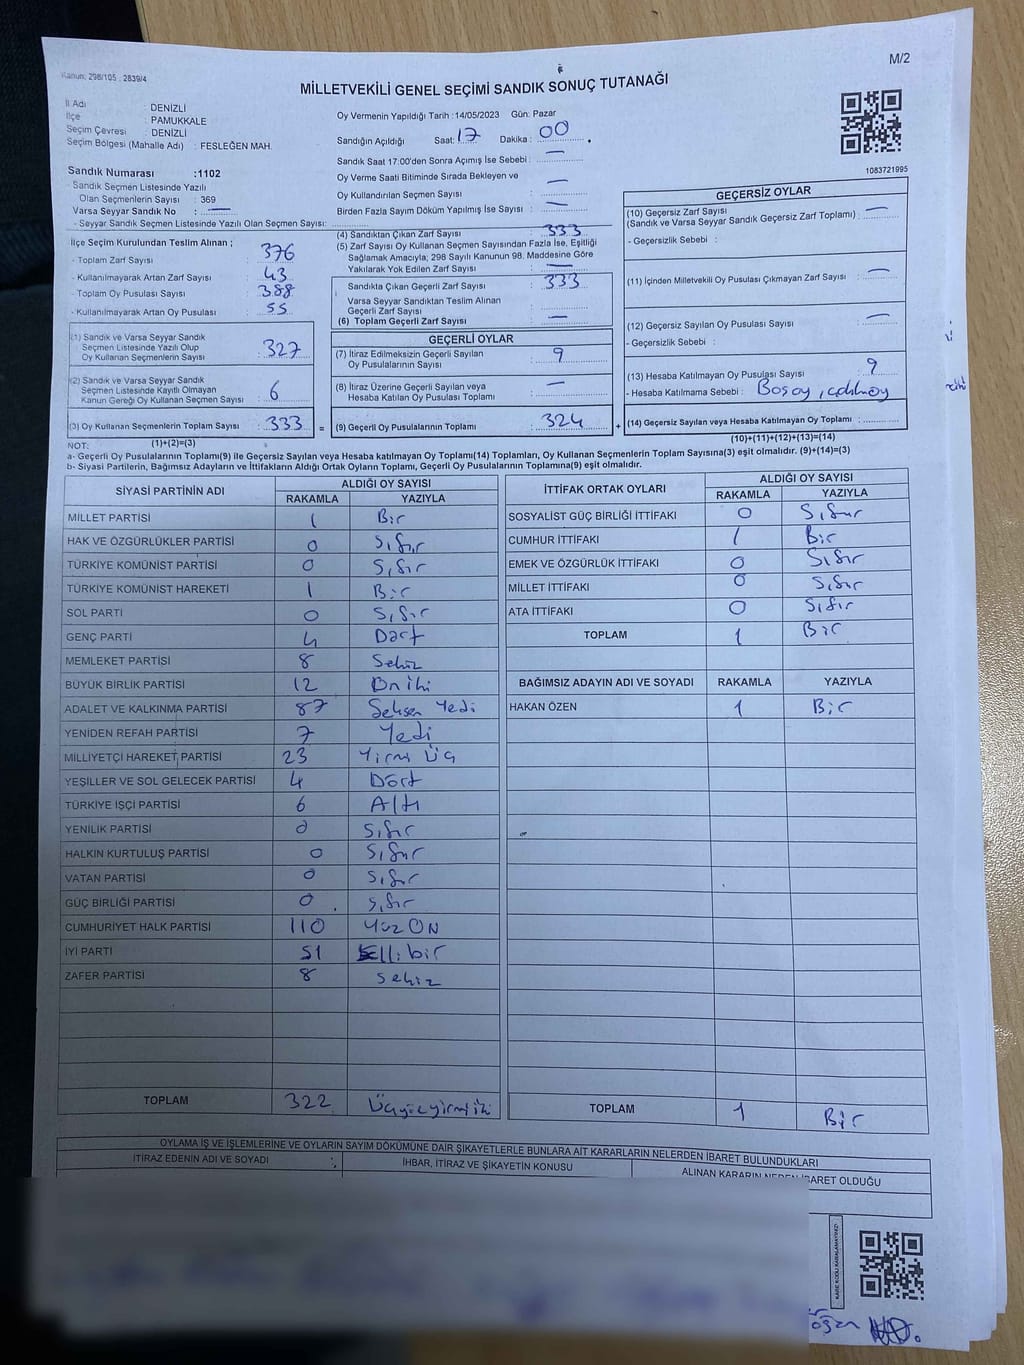 Kanun: 298/105 : 2839/4
M/2
MİLLETVEKİLİ GENEL SEÇİMİ SANDIK SONUÇ TUTANAĞI
İl Adı : DENİZLİ
İlçe : PAMUKKALE
Seçim Çevresi : DENİZLİ
Seçim Bölgesi (Mahalle Adı) : FESLEĞEN MAH.
Sandık Numarası :1102
- Sandık Seçmen Listesinde Yazılı
Olan Seçmenlerin Sayısı : 369
Varsa Seyyar Sandık No : —
- Seyyar Sandık Seçmen Listesinde Yazılı Olan Seçmen Sayısı:
Oy Vermenin Yapıldığı Tarih :14/05/2023 Gün: Pazar
Sandığın Açıldığı Saat: 17 Dakika : 00
Sandık Saat 17:00'den Sonra Açımış İse Sebebi : —
Oy Verme Saati Bitiminde Sırada Bekleyen ve
Oy Kullandırılan Seçmen Sayısı : —
Birden Fazla Sayım Döküm Yapılmış İse Sayısı : —
1083721995
İlçe Seçim Kurulundan Teslim Alınan ;
- Toplam Zarf Sayısı : 376
- Kullanılmayarak Artan Zarf Sayısı : 43
- Toplam Oy Pusulası Sayısı : 388
- Kullanılmayarak Artan Oy Pusulası : 55
(1) Sandık ve Varsa Seyyar Sandık
Seçmen Listesinde Yazılı Olup
Oy Kullanan Seçmenlerin Sayısı : 327
(2) Sandık ve Varsa Seyyar Sandık
Seçmen Listesinde Kayıtlı Olmayan
Kanun Gereği Oy Kullanan Seçmen Sayısı : 6
(3) Oy Kullanan Seçmenlerin Toplam Sayısı : 333 =
(4) Sandıktan Çıkan Zarf Sayısı : 333
(5) Zarf Sayısı Oy Kullanan Seçmen Sayısından Fazla İse, Eşitliği
Sağlamak Amacıyla; 298 Sayılı Kanunun 98. Maddesine Göre
Yakılarak Yok Edilen Zarf Sayısı : —
Sandıkta Çıkan Geçerli Zarf Sayısı : 333
Varsa Seyyar Sandıktan Teslim Alınan
Geçerli Zarf Sayısı :
(6) Toplam Geçerli Zarf Sayısı : —
GEÇERLİ OYLAR
(7) İtiraz Edilmeksizin Geçerli Sayılan
Oy Pusulalarının Sayısı : 9
(8) İtiraz Üzerine Geçerli Sayılan veya
Hesaba Katılan Oy Pusulası Toplamı : —
(9) Geçerli Oy Pusulalarının Toplamı : 324 +
GEÇERSİZ OYLAR
(10) Geçersiz Zarf Sayısı
(Sandık ve Varsa Seyyar Sandık Geçersiz Zarf Toplamı) : —
- Geçersizlik Sebebi :
(11) İçinden Milletvekili Oy Pusulası Çıkmayan Zarf Sayısı : —
(12) Geçersiz Sayılan Oy Pusulası Sayısı : —
- Geçersizlik Sebebi :
(13) Hesaba Katılmayan Oy Pusulası Sayısı : 9
- Hesaba Katılmama Sebebi :
(14) Geçersiz Sayılan veya Hesaba Katılmayan Oy Toplamı :
NOT: (1)+(2)=(3) (10)+(11)+(12)+(13)=(14)
a- Geçerli Oy Pusulalarının Toplamı(9) ile Geçersiz Sayılan veya Hesaba katılmayan Oy Toplamı(14) Toplamları, Oy Kullanan Seçmenlerin Toplam Sayısına(3) eşit olmalıdır. (9)+(14)=(3)
b- Siyasi Partilerin, Bağımsız Adayların ve İttifakların Aldığı Ortak Oyların Toplamı, Geçerli Oy Pusulalarının Toplamına(9) eşit olmalıdır.
SİYASİ PARTİNİN ADI ALDIĞI OY SAYISI
RAKAMLA YAZIYLA
MİLLET PARTİSİ 1 Bir
HAK VE ÖZGÜRLÜKLER PARTİSİ 0 Sıfır
TÜRKİYE KOMÜNİST PARTİSİ 0 Sıfır
TÜRKİYE KOMÜNİST HAREKETİ 1 Bir
SOL PARTİ 0 Sıfır
GENÇ PARTİ 4 Dört
MEMLEKET PARTİSİ 8 Sekiz
BÜYÜK BİRLİK PARTİSİ 12 Oniki
ADALET VE KALKINMA PARTİSİ 87 Seksen Yedi
YENİDEN REFAH PARTİSİ 7 Yedi
MİLLİYETÇİ HAREKET PARTİSİ 23 Yirmi Üç
YEŞİLLER VE SOL GELECEK PARTİSİ 4 Dört
TÜRKİYE İŞÇİ PARTİSİ 6 Altı
YENİLİK PARTİSİ 0 Sıfır
HALKIN KURTULUŞ PARTİSİ 0 Sıfır
VATAN PARTİSİ 0 Sıfır
GÜÇ BİRLİĞİ PARTİSİ 0 Sıfır
CUMHURİYET HALK PARTİSİ 110 Yüz ON
İYİ PARTİ 51 Elli bir
ZAFER PARTİSİ 8 Sekiz
TOPLAM 322 Üçyüzyirmiiki
İTTİFAK ORTAK OYLARI ALDIĞI OY SAYISI
RAKAMLA YAZIYLA
SOSYALİST GÜÇ BİRLİĞİ İTTİFAKI 0 Sıfır
CUMHUR İTTİFAKI 1 Bir
EMEK VE ÖZGÜRLÜK İTTİFAKI 0 Sıfır
MİLLET İTTİFAKI 0 Sıfır
ATA İTTİFAKI 0 Sıfır
TOPLAM 1 Bir
BAĞIMSIZ ADAYIN ADI VE SOYADI RAKAMLA YAZIYLA
HAKAN ÖZEN 1 Bir
TOPLAM 1 Bir
OYLAMA İŞ VE İŞLEMLERİNE VE OYLARIN SAYIM DÖKÜMÜNE DAİR ŞİKAYETLERLE BUNLARA AİT KARARLARIN NELERDEN İBARET BULUNDUKLARI
İTİRAZ EDENİN ADI VE SOYADI İHBAR, İTİRAZ VE ŞİKAYETİN KONUSU ALINAN KARARIN NEDEN İBARET OLDUĞU
KARE KODU KARALAMAYINIZ!